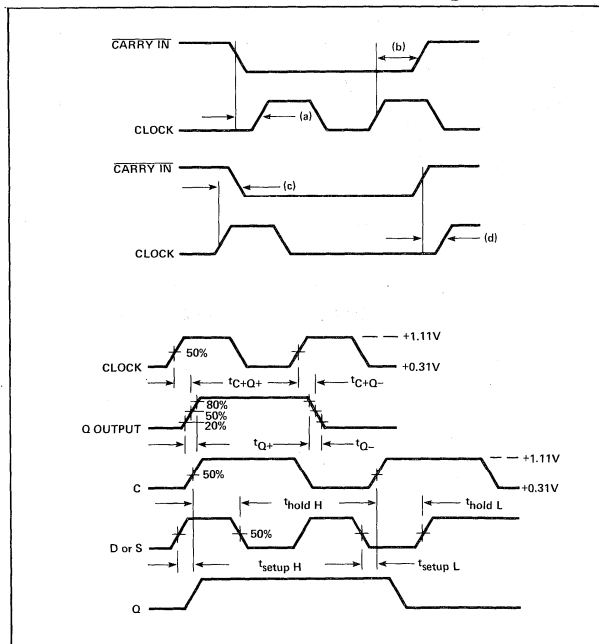 CARRY IN
(b)
(a)
CLOCK
CARRY IN
(c)
(d)
CLOCK
+1.11V
50%
CLOCK
+0.31V
tC+Q+
tC+Q-
80%
50%
20%
Q OUTPUT
tQ+
tQ-
+1.11V
50%
C
+0.31V
thold H
thold L
50%
D or S
tsetup H
tsetup L
Q